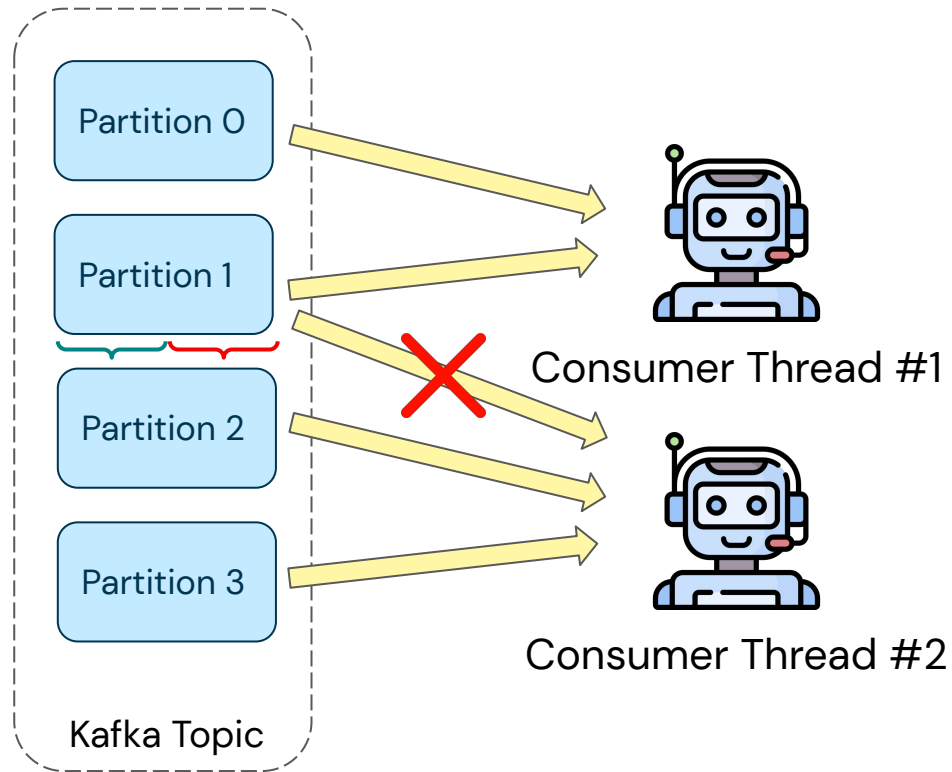 Partition 0
Partition 1
Partition 2
Partition 3
Kafka Topic
Consumer Thread #1
Consumer Thread #2